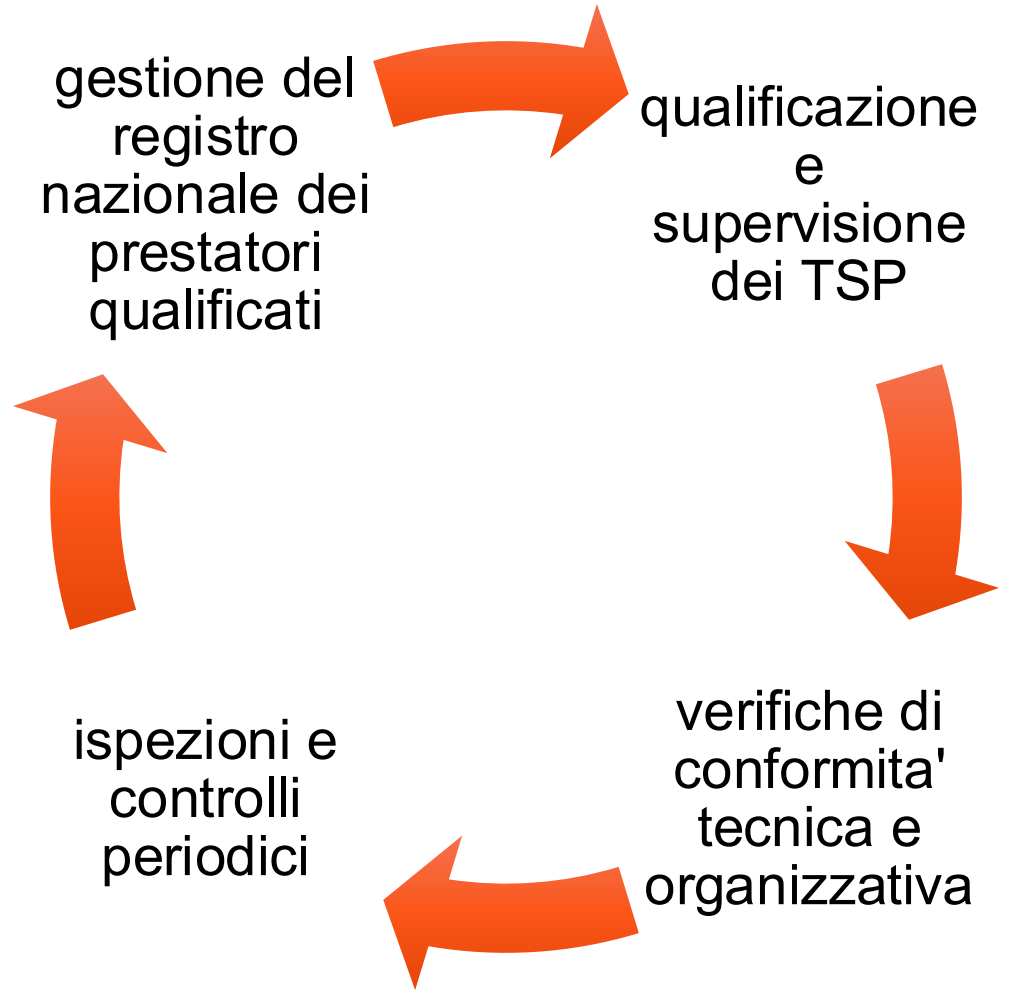 gestione del
registro
nazionale dei
prestatori
qualificati
qualificazione
e
supervisione
dei TSP
verifiche di
conformita'
tecnica e
organizzativa
ispezioni e
controlli
periodici